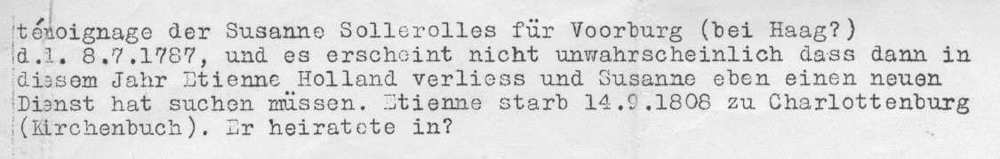 témoignage der Susanne Sollerolles für Voorburg (bei Haag?)
d.1. 8.7.1787, und es erscheint nicht unwahrscheinlich dass dann in
diesem Jahr Etienne Holland verliess und Susanne eben einen neuen
Dienst hat suchen müssen. Etienne starb 14.9.1808 zu Charlottenburg
(Kirchenbuch). Er heiratete in?